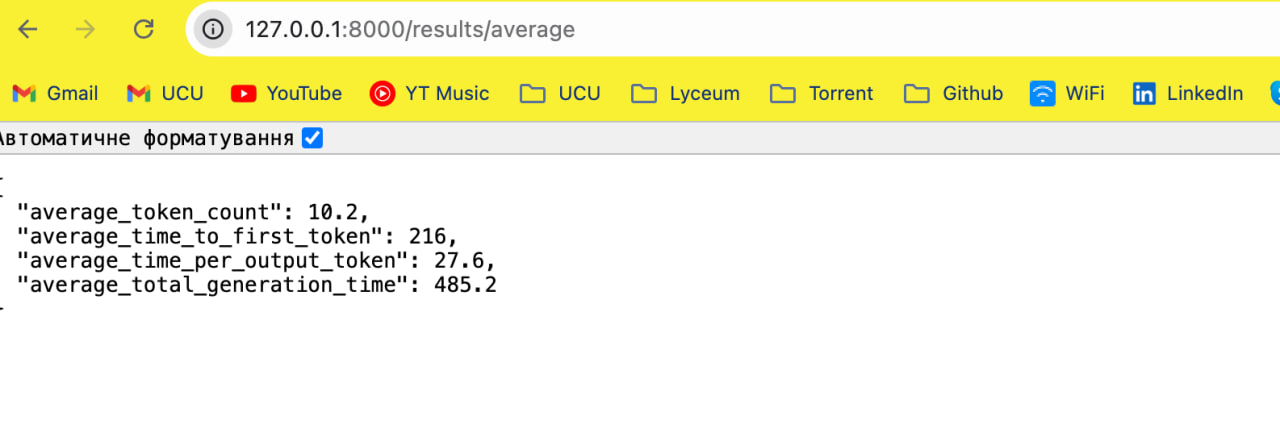 127.0.0.1:8000/results/average
Gmail UCU YouTube YT Music UCU Lyceum Torrent Github WiFi LinkedIn
Автоматичне форматування
{
"average_token_count": 10.2,
"average_time_to_first_token": 216,
"average_time_per_output_token": 27.6,
"average_total_generation_time": 485.2
}